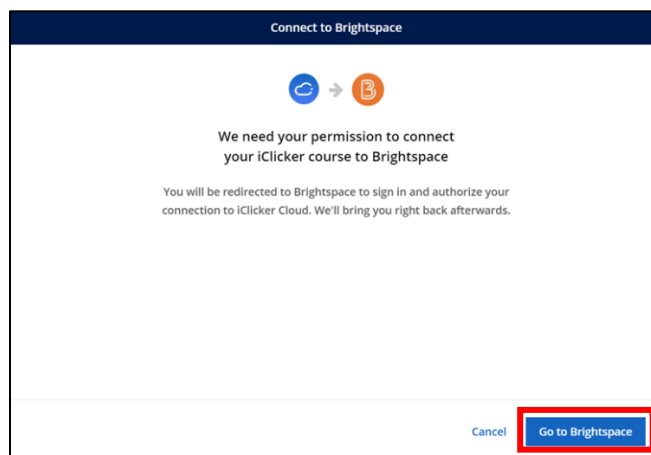 Connect to Brightspace
We need your permission to connect
your iClicker course to Brightspace
You will be redirected to Brightspace to sign in and authorize your
connection to iClicker Cloud. We'll bring you right back afterwards.
Cancel Go to Brightspace